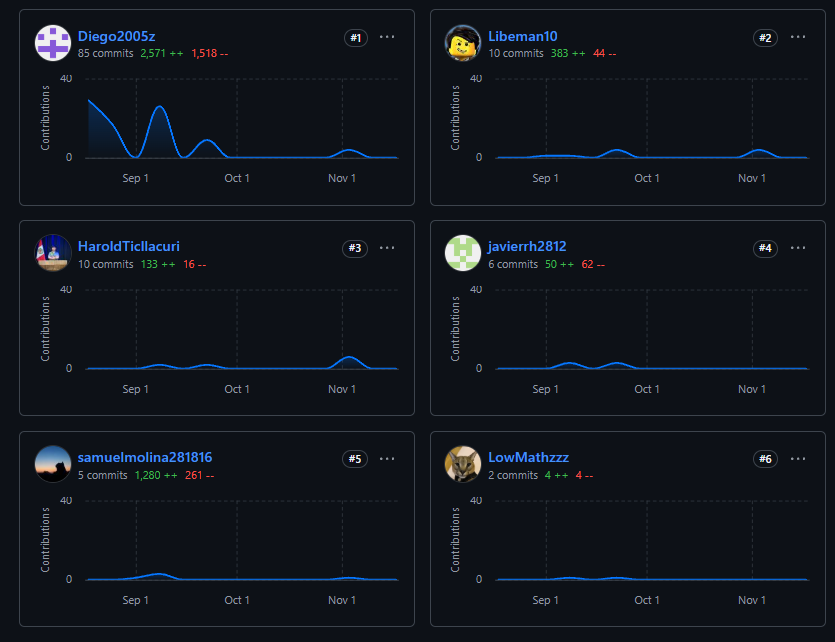 Diego2005z #1 ...
85 commits 2,571 ++ 1,518 --
40
Contributions
0
Sep 1 Oct 1 Nov 1
Libeman10 #2 ...
10 commits 383 ++ 44 --
40
Contributions
0
Sep 1 Oct 1 Nov 1
HaroldTicllacuri #3 ...
10 commits 133 ++ 16 --
40
Contributions
0
Sep 1 Oct 1 Nov 1
javierrh2812 #4 ...
6 commits 50 ++ 62 --
40
Contributions
0
Sep 1 Oct 1 Nov 1
samuelmolina281816 #5 ...
5 commits 1,280 ++ 261 --
40
Contributions
0
Sep 1 Oct 1 Nov 1
LowMathzzz #6 ...
2 commits 4 ++ 4 --
40
Contributions
0
Sep 1 Oct 1 Nov 1